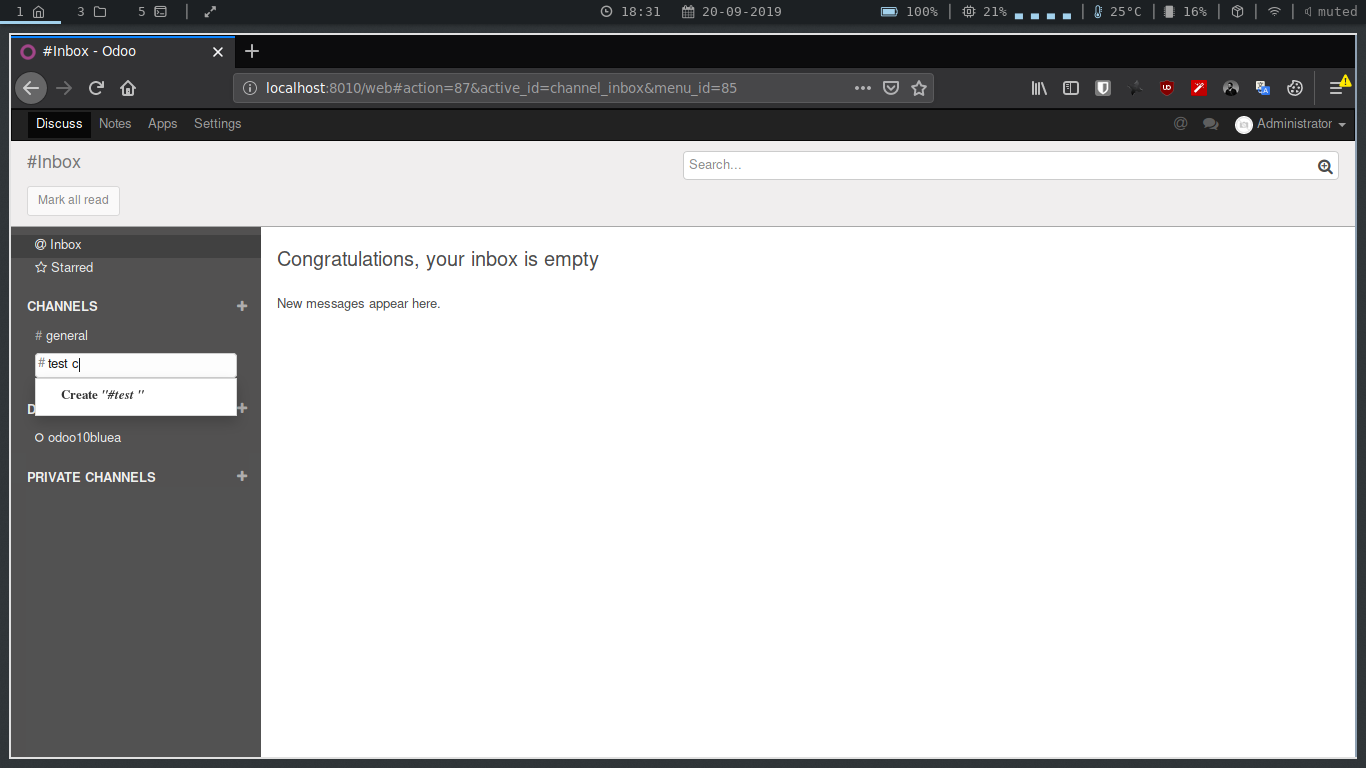 1 3 5 18:31 20-09-2019 100% 21% 25°C 16% muted
#Inbox - Odoo
localhost:8010/web#action=87&active_id=channel_inbox&menu_id=85
Discuss Notes Apps Settings @ Administrator
#Inbox
Search...
Mark all read
@ Inbox
Starred
Congratulations, your inbox is empty
New messages appear here.
CHANNELS
# general
# test c
Create "#test "
D
odoo10bluea
PRIVATE CHANNELS